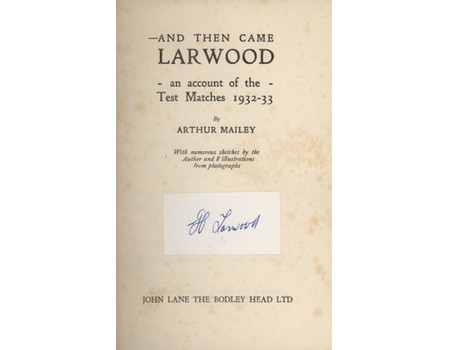 —AND THEN CAME
LARWOOD
- an account of the -
Test Matches 1932-33
By
ARTHUR MAILEY
With numerous sketches by the
Author and 8 illustrations
from photographs
H Larwood
JOHN LANE THE BODLEY HEAD LTD